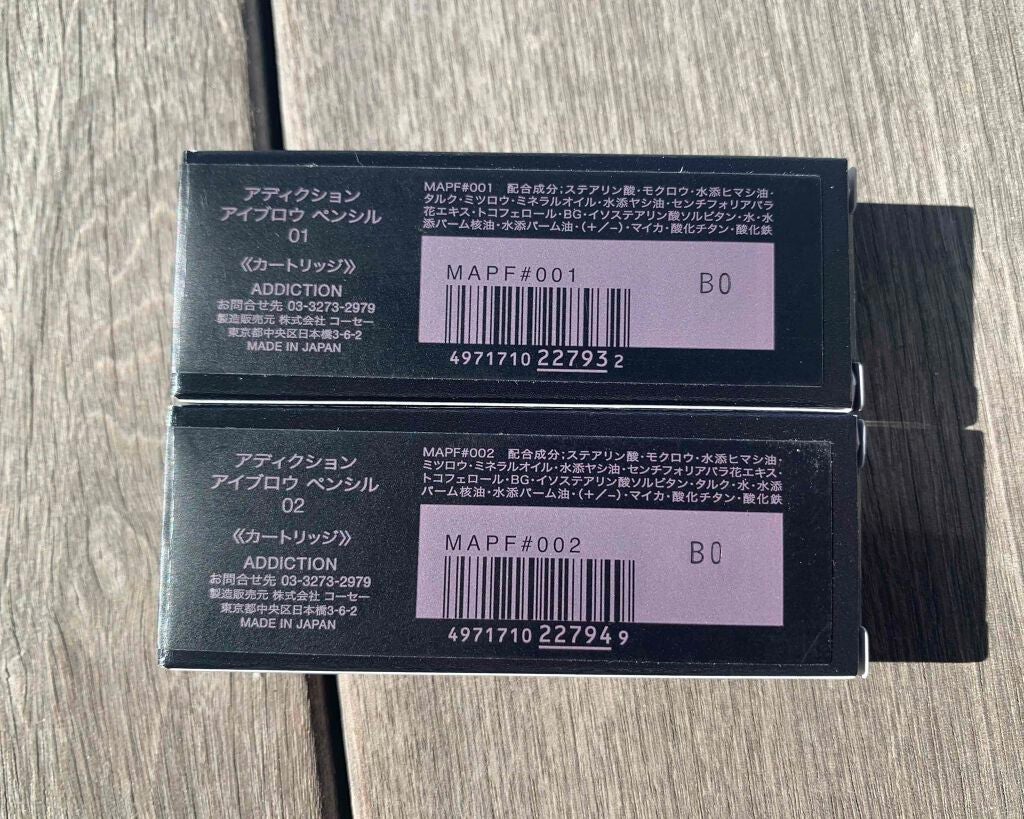 アディクション
アイブロウ ペンシル
01
《カートリッジ》
ADDICTION
お問合せ先 03-3273-2979
製造販売元 株式会社 コーセー
東京都中央区日本橋3-6-2
MADE IN JAPAN
MAPF#001 配合成分;ステアリン酸・モクロウ・水添ヒマシ油・
タルク・ミツロウ・ミネラルオイル・水添ヤシ油・センチフォリアバラ
花エキス・トコフェロール・BG・イソステアリン酸ソルビタン・水・水
添パーム核油・水添パーム油・(+/−)・マイカ・酸化チタン・酸化鉄
MAPF#001
B0
4971710 22793 2
アディクション
アイブロウ ペンシル
02
《カートリッジ》
ADDICTION
お問合せ先 03-3273-2979
製造販売元 株式会社 コーセー
東京都中央区日本橋3-6-2
MADE IN JAPAN
MAPF#002 配合成分;ステアリン酸・モクロウ・水添ヒマシ油・
ミツロウ・ミネラルオイル・水添ヤシ油・センチフォリアバラ花エキス・
トコフェロール・BG・イソステアリン酸ソルビタン・タルク・水・水添
パーム核油・水添パーム油・(+/−)・マイカ・酸化チタン・酸化鉄
MAPF#002
B0
4971710 22794 9